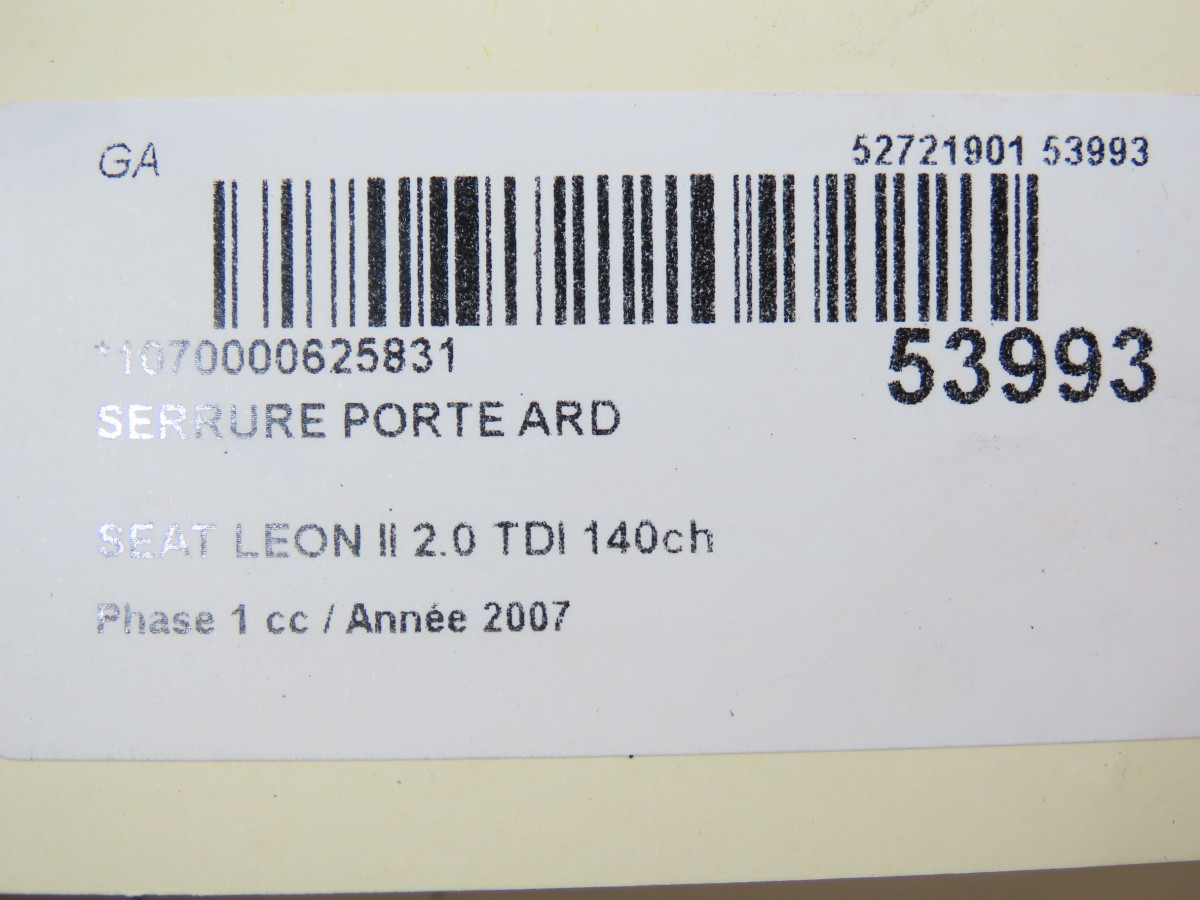 GA
52721901 53993
*1070000625831
53993
SERRURE PORTE ARD
SEAT LEON II 2.0 TDI 140ch
Phase 1 cc / Année 2007